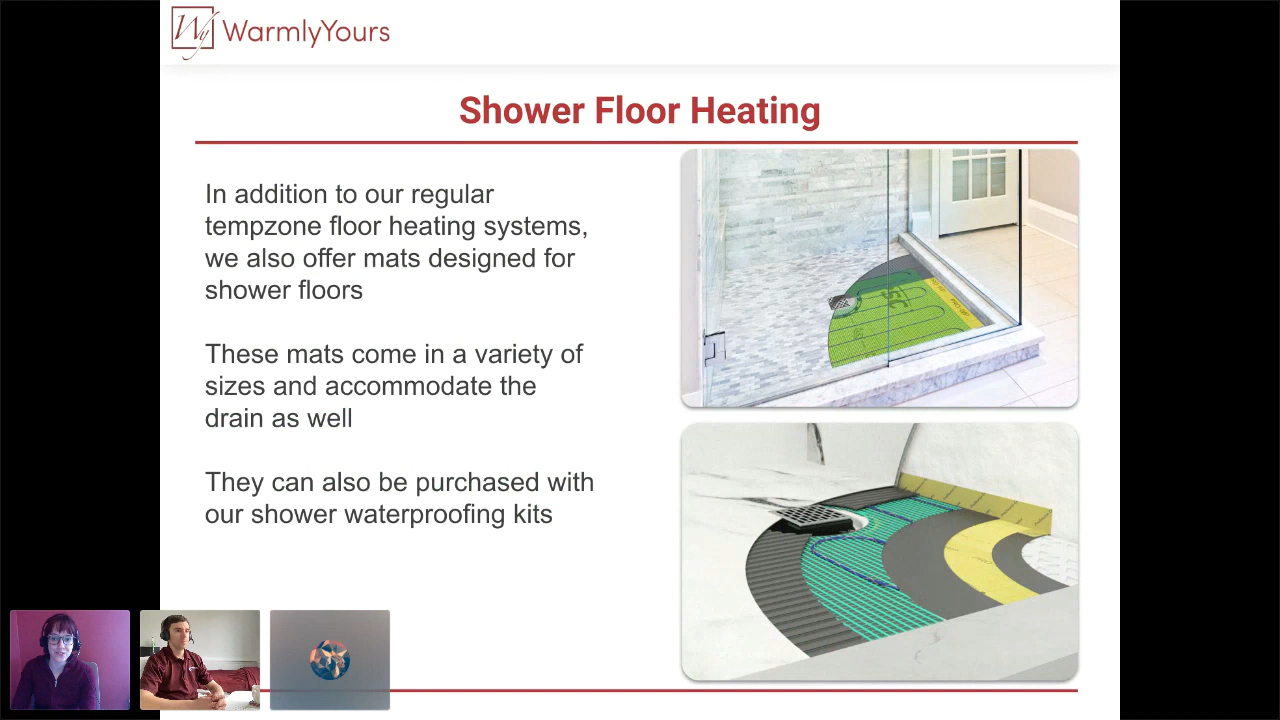 Wy WarmlyYours
Shower Floor Heating
In addition to our regular
tempzone floor heating systems,
we also offer mats designed for
shower floors
These mats come in a variety of
sizes and accommodate the
drain as well
They can also be purchased with
our shower waterproofing kits